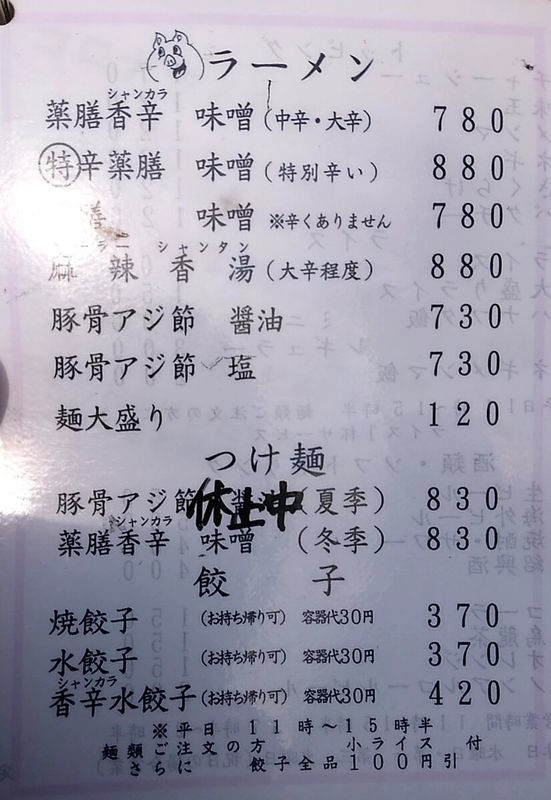 ラーメン
シャンカラ
薬膳香辛 味噌(中辛・大辛) 780
特辛薬膳 味噌(特別辛い) 880
膳 味噌 ※辛くありません 780
マーラー シャンタン
麻辣香湯(大辛程度) 880
豚骨アジ節 醤油 730
豚骨アジ節 塩 730
麺大盛り 120
つけ麺
豚骨アジ節 休止中 (夏季) 830
シャンカラ
薬膳香辛 味噌 (冬季) 830
餃子
焼餃子(お持ち帰り可) 容器代30円 370
水餃子(お持ち帰り可) 容器代30円 370
シャンカラ
香辛水餃子(お持ち帰り可) 容器代30円 420
※平日の11時~15時半 小ライス付
麺類ご注文の方餃子全品100円引
さらに